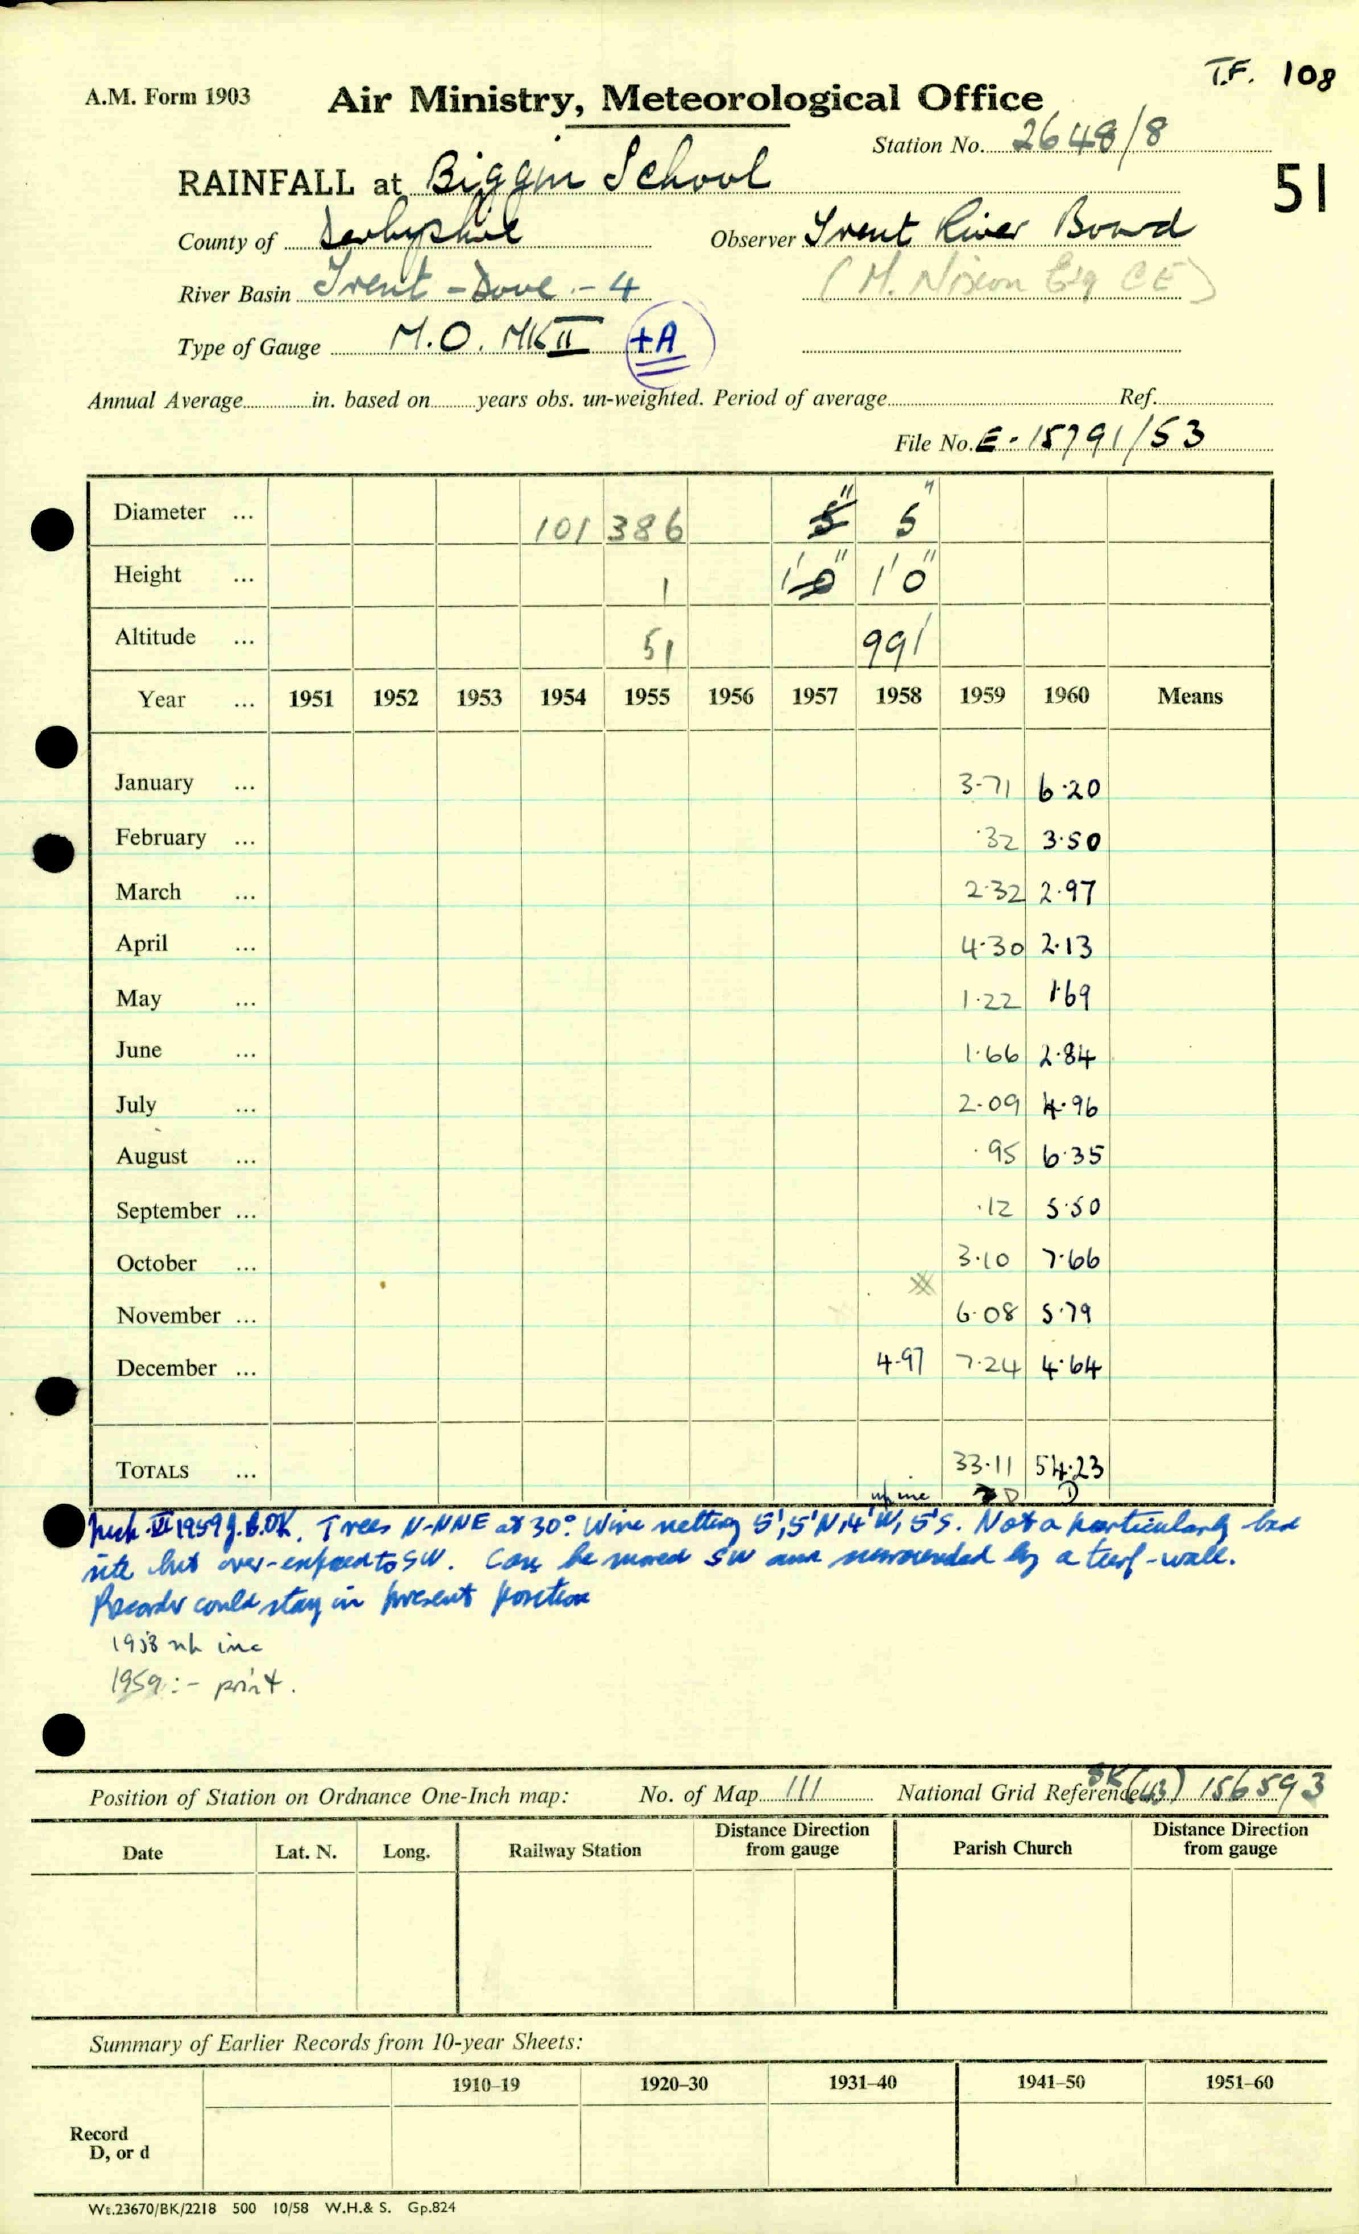 T.F. 108
A.M. Form 1903 Air Ministry, Meteorological Office
Station No. 2648/8
RAINFALL at Biggin School 51
County of Derbyshire Observer Trent River Board
River Basin Trent - Dove - 4 (M. Nixon Esq CE)
Type of Gauge M.O. MKII +A
Annual Average in. based on years obs. un-weighted. Period of average Ref.
File No. E-15791/53
Diameter ... 101 386 5" 5"
Height ... 1 1'0" 1'0"
Altitude ... 51 991'
Year ... 1951 1952 1953 1954 1955 1956 1957 1958 1959 1960 Means
January ... 3.71 6.20
February ... .32 3.50
March ... 2.32 2.97
April ... 4.30 2.13
May ... 1.22 1.69
June ... 1.66 2.84
July ... 2.09 4.96
August ... .95 6.35
September ... .12 5.50
October ... 3.10 7.66
November ... 6.08 5.79
December ... 4.97 7.24 4.64
TOTALS ... 33.11 54.23
D D
VI 1959 J.B.OK. Trees N-NNE at 30°. Wire netting 5', 5'N, 4'W, 5'S. Not a particularly bad
site but over-exposed to SW. Can be moved SW and surrounded by a turf-wall.
Recorder could stay in present position
1958 inc
1959:- print.
Position of Station on Ordnance One-Inch map: No. of Map 111 National Grid Reference SK (43) 156593
Date Lat. N. Long. Railway Station Distance Direction from gauge Parish Church Distance Direction from gauge
Summary of Earlier Records from 10-year Sheets:
1910-19 1920-30 1931-40 1941-50 1951-60
Record
D, or d
Wt.23670/BK/2218 500 10/58 W.H.& S. Gp.824